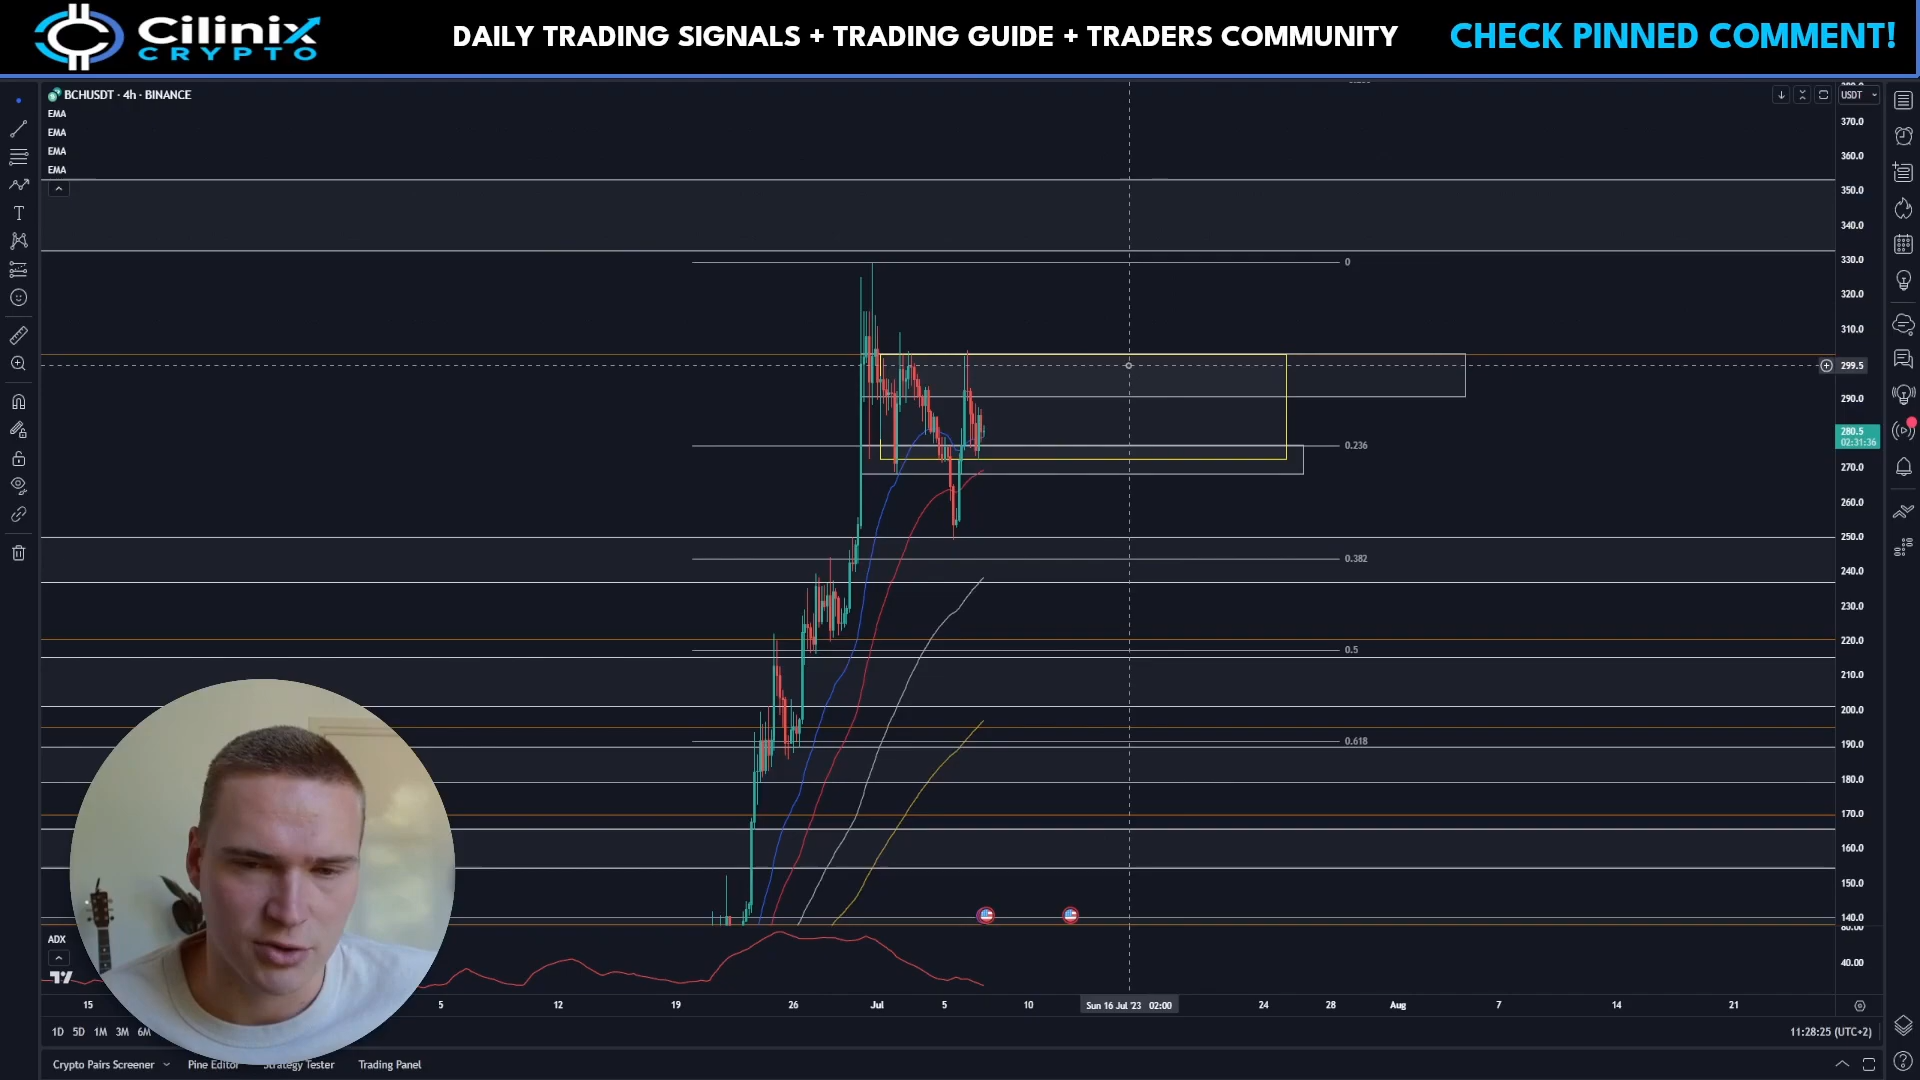 Cilinix
CRYPTO
DAILY TRADING SIGNALS + TRADING GUIDE + TRADERS COMMUNITY
CHECK PINNED COMMENT!
BCHUSDT · 4h · BINANCE
USDT
EMA
EMA
EMA
EMA
370.0
360.0
350.0
340.0
330.0
320.0
310.0
299.5
290.0
280.5
02:31:36
270.0
260.0
250.0
240.0
230.0
220.0
210.0
200.0
190.0
180.0
170.0
160.0
150.0
140.0
80.00
40.00
0
0.236
0.382
0.5
0.618
ADX
15
5
12
19
26
Jul
5
10
Sun 16 Jul '23 02:00
24
28
Aug
7
14
21
1D 5D 1M 3M 6M
11:28:25 (UTC+2)
Crypto Pairs Screener
Pine Editor
Strategy Tester
Trading Panel